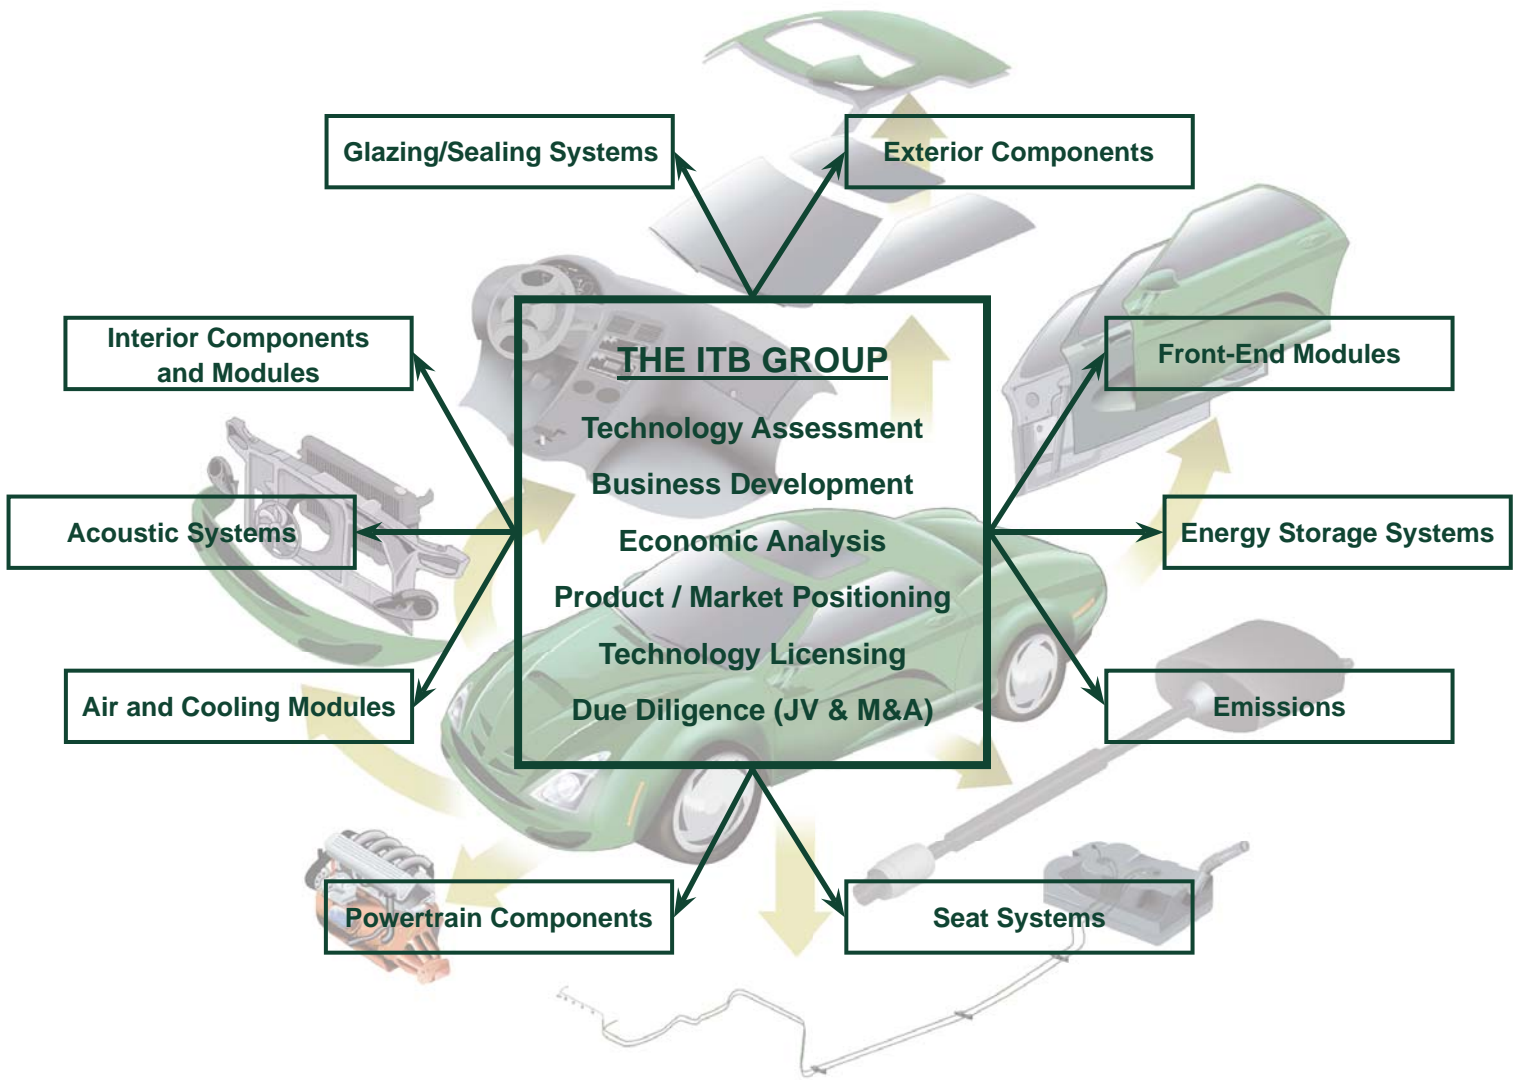 Glazing/Sealing Systems
Exterior Components
Interior Components
and Modules
Front-End Modules
THE ITB GROUP
Technology Assessment
Business Development
Economic Analysis
Product / Market Positioning
Technology Licensing
Due Diligence (JV & M&A)
Acoustic Systems
Energy Storage Systems
Air and Cooling Modules
Emissions
Powertrain Components
Seat Systems